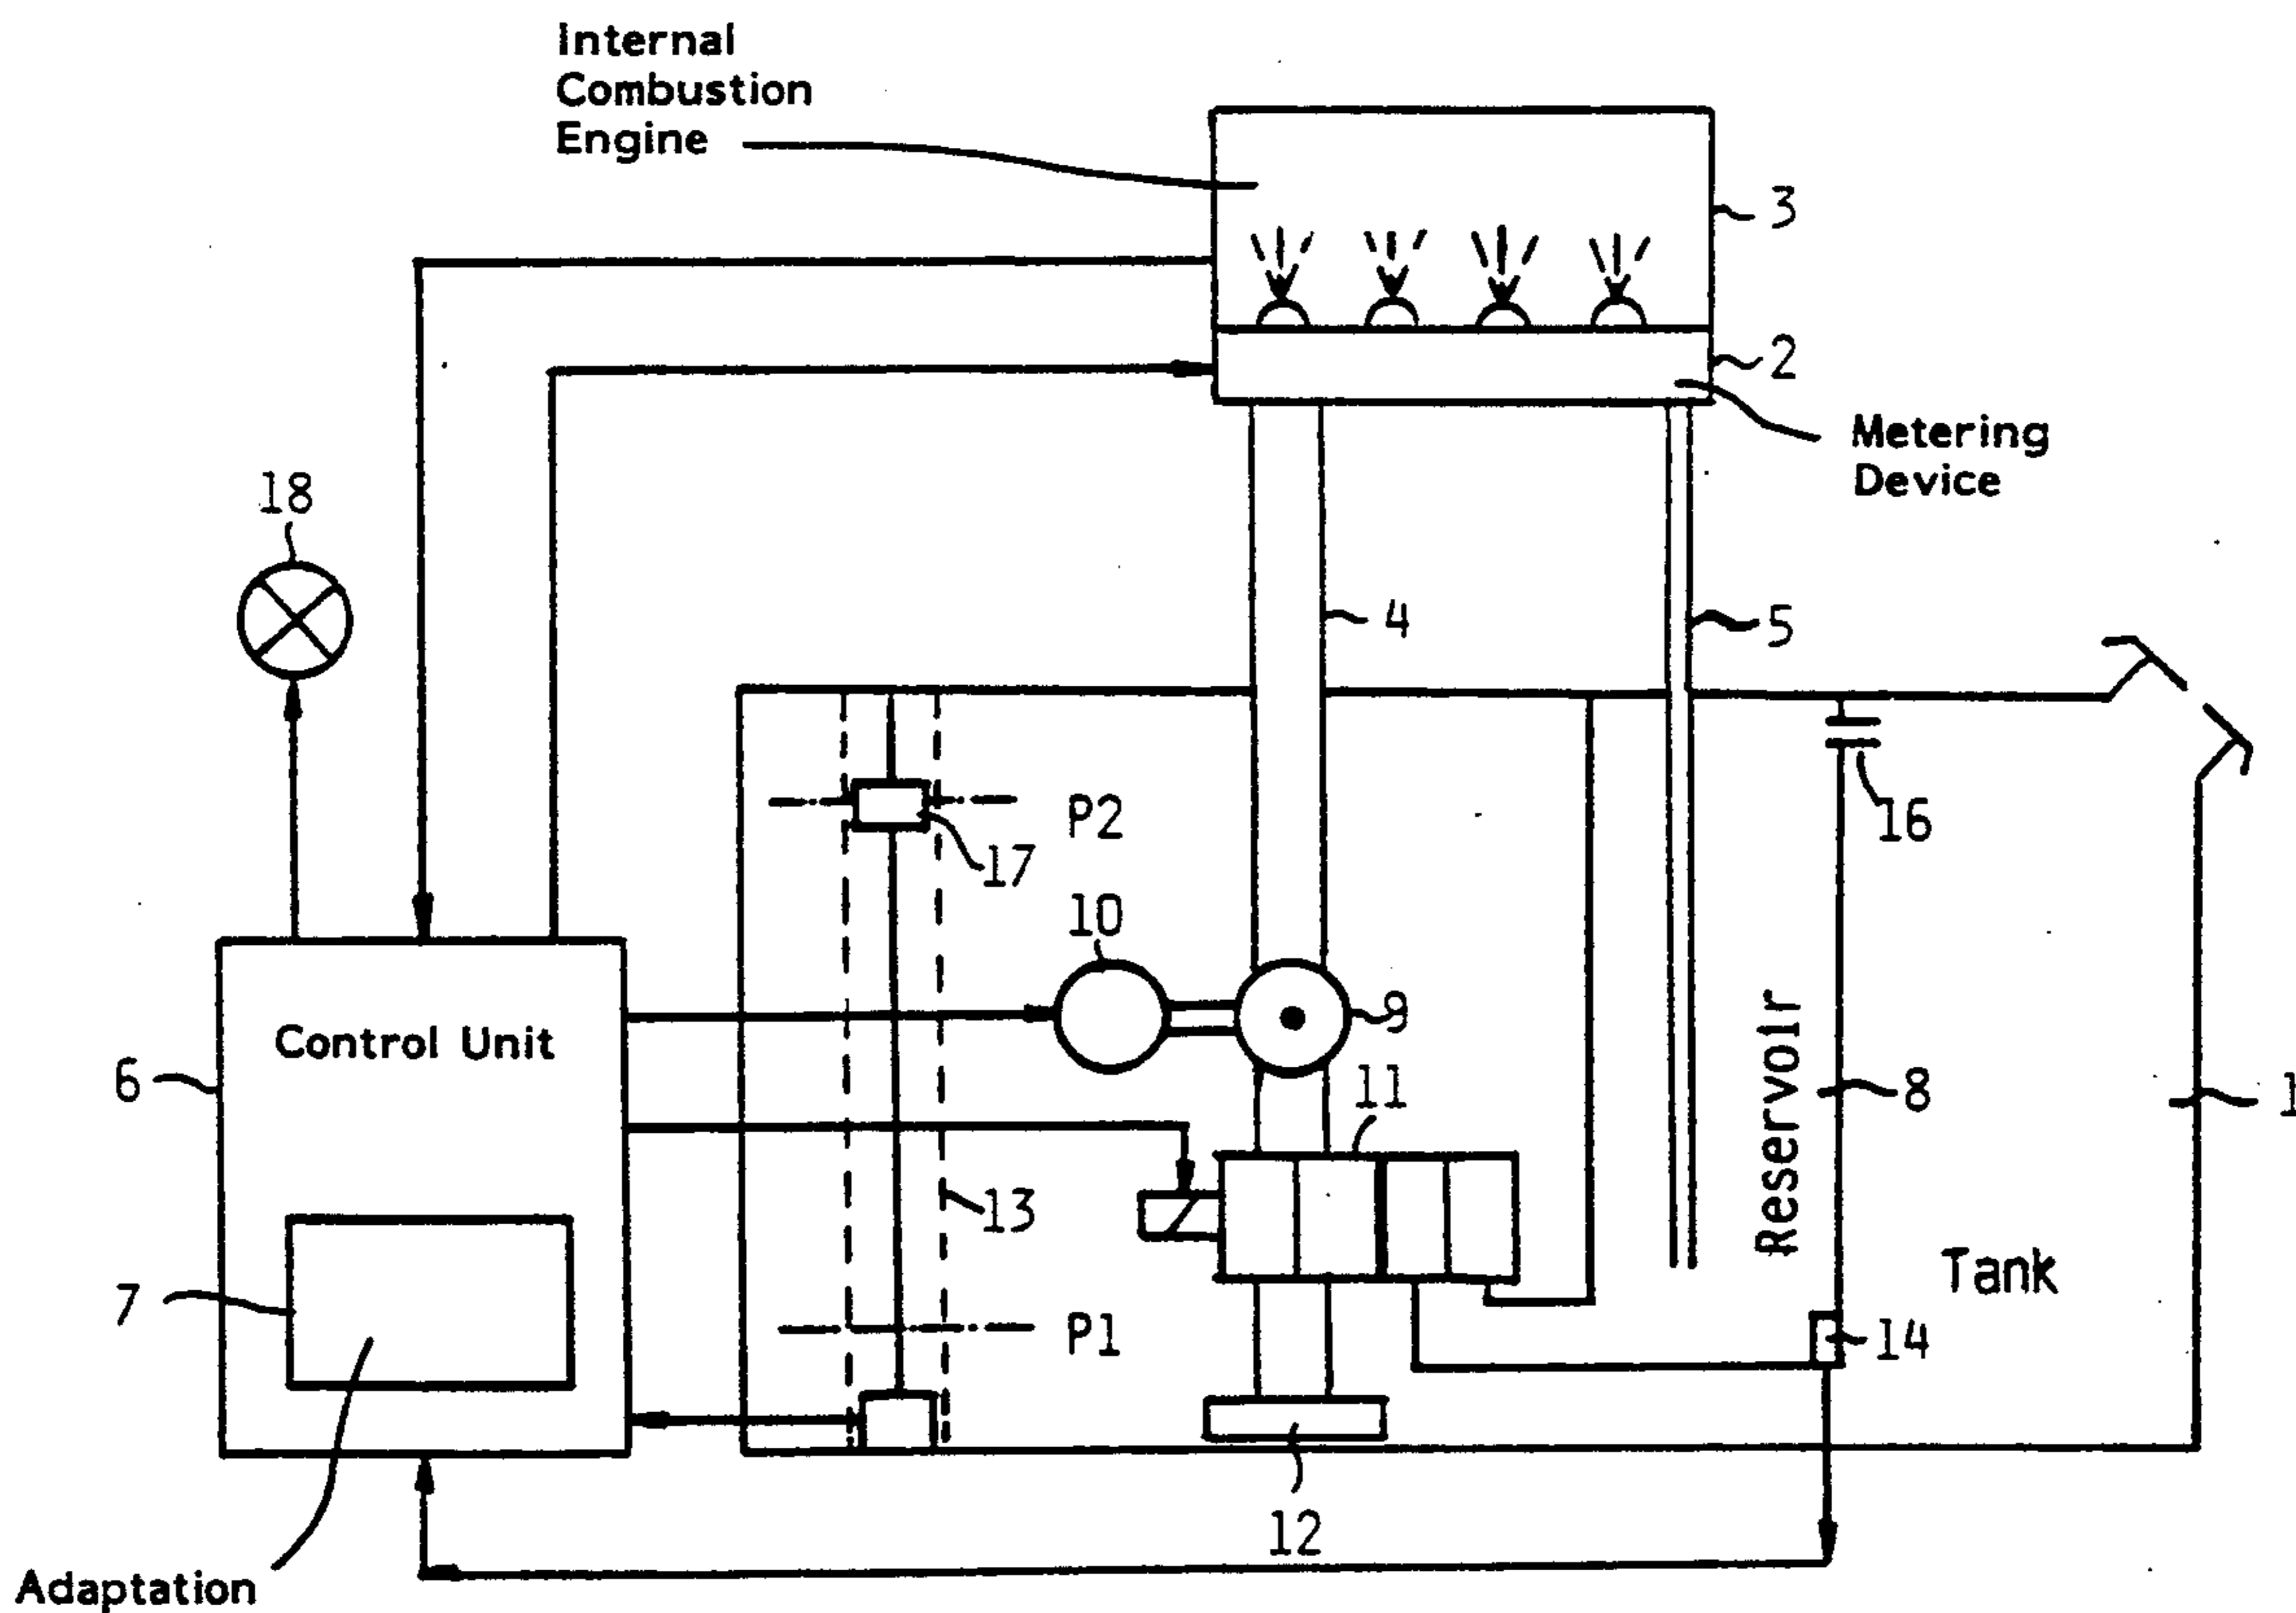 Internal
Combustion
Engine
3
2
Metering
Device
18
4
5
P2
16
17
10
9
Control Unit
6
11
Reservoir
8
1
13
Tank
7
P1
14
12
Adaptation